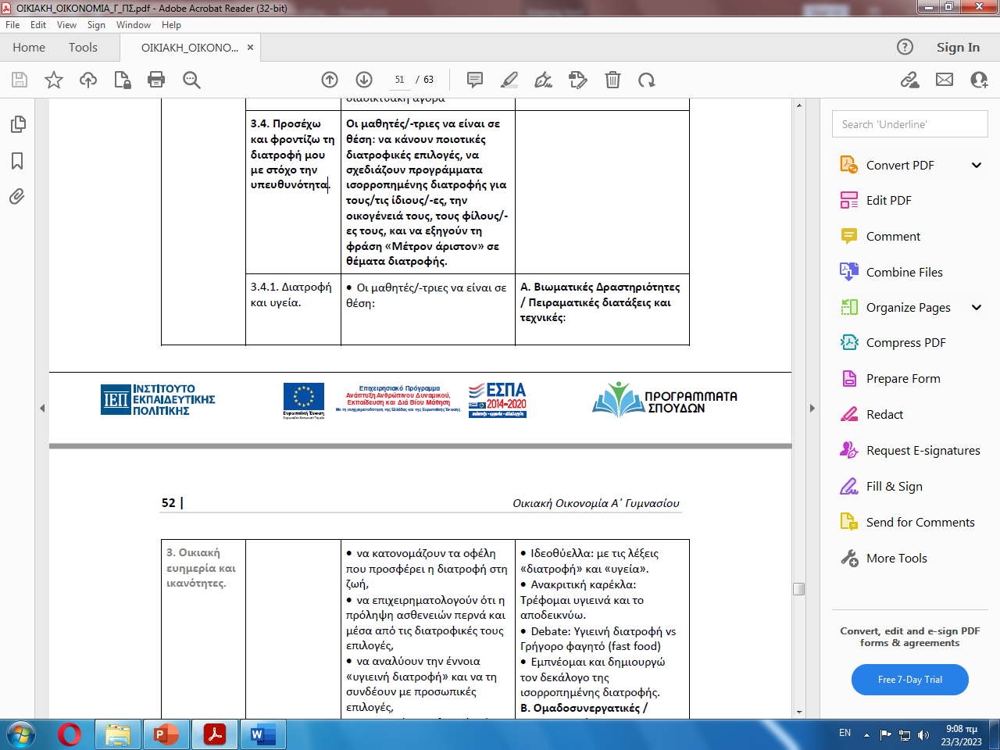 ΟΙΚΙΑΚΗ_ΟΙΚΟΝΟΜΙΑ_Γ_ΠΣ.pdf - Adobe Acrobat Reader (32-bit)
File Edit View Sign Window Help
Home Tools ΟΙΚΙΑΚΗ_ΟΙΚΟΝΟ... × Sign In
51 / 63
διαδικτυακή αγορά
3.4. Προσέχω
και φροντίζω τη
διατροφή μου
με στόχο την
υπευθυνότητα.
Οι μαθητές/-τριες να είναι σε
θέση: να κάνουν ποιοτικές
διατροφικές επιλογές, να
σχεδιάζουν προγράμματα
ισορροπημένης διατροφής για
τους/τις ίδιους/-ες, την
οικογένειά τους, τους φίλους/-
ες τους, και να εξηγούν τη
φράση «Μέτρον άριστον» σε
θέματα διατροφής.
3.4.1. Διατροφή
και υγεία.
• Οι μαθητές/-τριες να είναι σε
θέση:
Α. Βιωματικές Δραστηριότητες
/ Πειραματικές διατάξεις και
τεχνικές:
ΙΕΠ
ΙΝΣΤΙΤΟΥΤΟ
ΕΚΠΑΙΔΕΥΤΙΚΗΣ
ΠΟΛΙΤΙΚΗΣ
Ευρωπαϊκή Ένωση
Ευρωπαϊκό Κοινωνικό Ταμείο
Επιχειρησιακό Πρόγραμμα
Ανάπτυξη Ανθρώπινου Δυναμικού,
Εκπαίδευση και Διά Βίου Μάθηση
Με τη συγχρηματοδότηση της Ελλάδας και της Ευρωπαϊκής Ένωσης
ΕΣΠΑ
2014-2020
ανάπτυξη - εργασία - αλληλεγγύη
ΠΡΟΓΡΑΜΜΑΤΑ
ΣΠΟΥΔΩΝ
52 | Οικιακή Οικονομία Α΄ Γυμνασίου
3. Οικιακή
ευημερία και
ικανότητες.
• να κατονομάζουν τα οφέλη
που προσφέρει η διατροφή στη
ζωή,
• να επιχειρηματολογούν ότι η
πρόληψη ασθενειών περνά και
μέσα από τις διατροφικές τους
επιλογές,
• να αναλύουν την έννοια
«υγιεινή διατροφή» και να τη
συνδέουν με προσωπικές
επιλογές,
• Ιδεοθύελλα: με τις λέξεις
«διατροφή» και «υγεία».
• Ανακριτική καρέκλα:
Τρέφομαι υγιεινά και το
αποδεικνύω.
• Debate: Υγιεινή διατροφή vs
Γρήγορο φαγητό (fast food)
• Εμπνέομαι και δημιουργώ
τον δεκάλογο της
ισορροπημένης διατροφής.
Β. Ομαδοσυνεργατικές /
Search 'Underline'
Convert PDF
Edit PDF
Comment
Combine Files
Organize Pages
Compress PDF
Prepare Form
Redact
Request E-signatures
Fill & Sign
Send for Comments
More Tools
Convert, edit and e-sign PDF
forms & agreements
Free 7-Day Trial
EN
9:08 πμ
23/3/2023